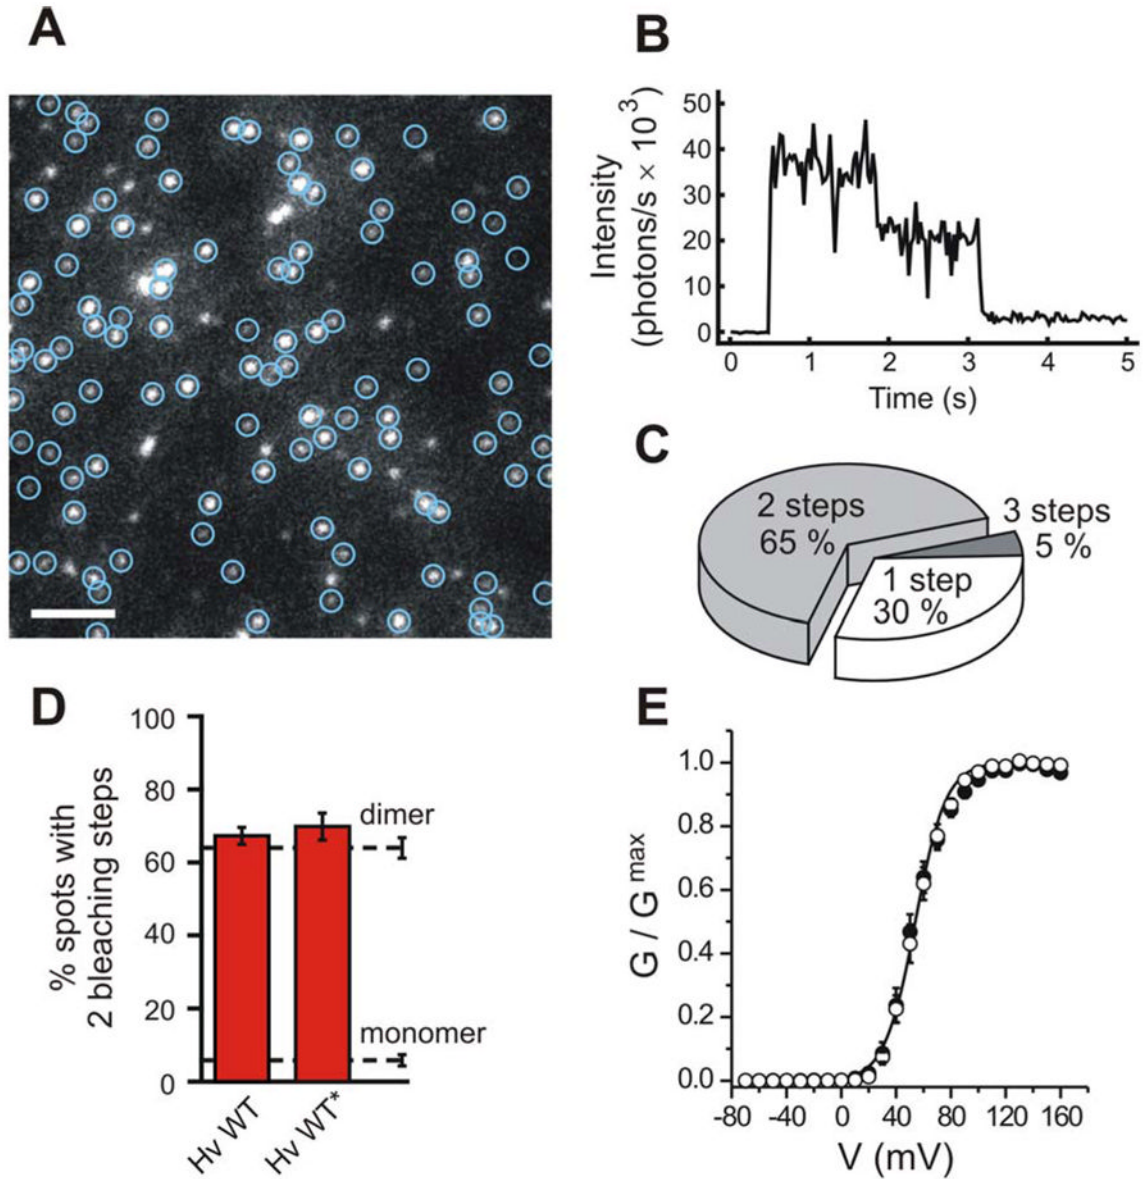 A
B
Intensity
(photons/s × 10³)
50
40
30
20
10
0
0 1 2 3 4 5
Time (s)
C
2 steps
65 %
3 steps
5 %
1 step
30 %
D
% spots with
2 bleaching steps
100
80
60
40
20
0
dimer
monomer
Hv WT
Hv WT*
E
G / Gmax
1.0
0.8
0.6
0.4
0.2
0.0
-80 -40 0 40 80 120 160
V (mV)